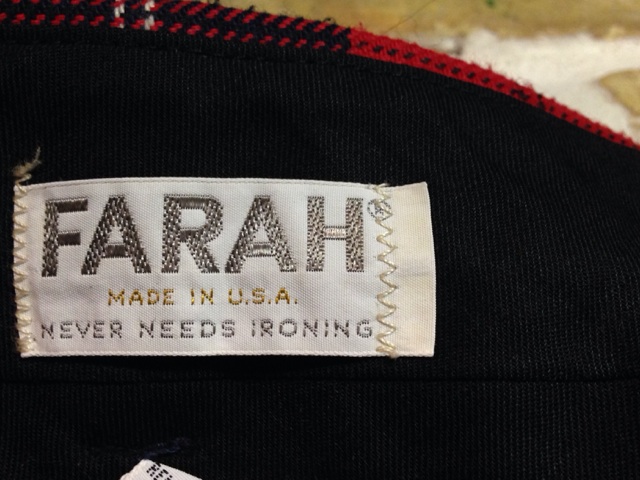 FARAH®
MADE IN U.S.A.
NEVER NEEDS IRONING